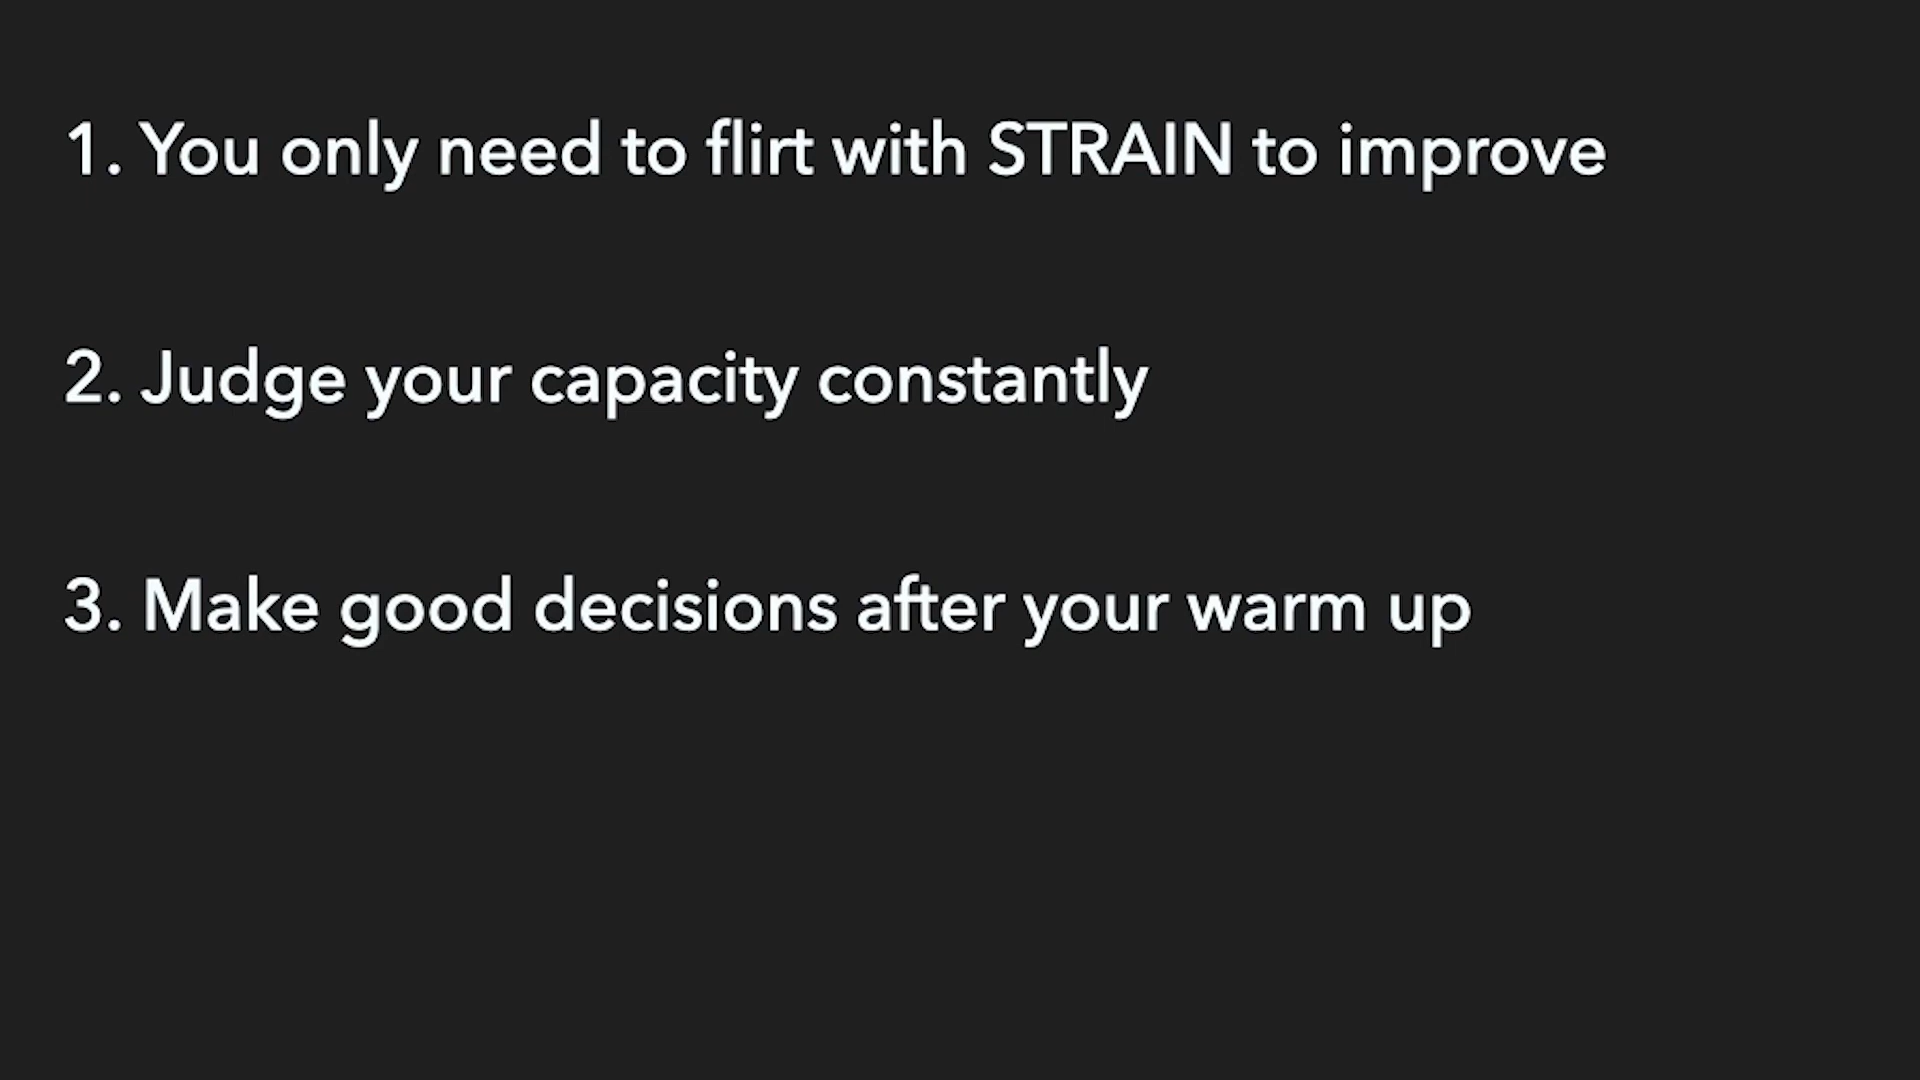 1. You only need to flirt with STRAIN to improve
2. Judge your capacity constantly
3. Make good decisions after your warm up